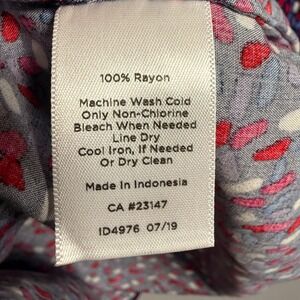 100% Rayon
Machine Wash Cold
Only Non-Chlorine
Bleach When Needed
Line Dry
Cool Iron, If Needed
Or Dry Clean
Made In Indonesia
CA #23147
ID4976 07/19